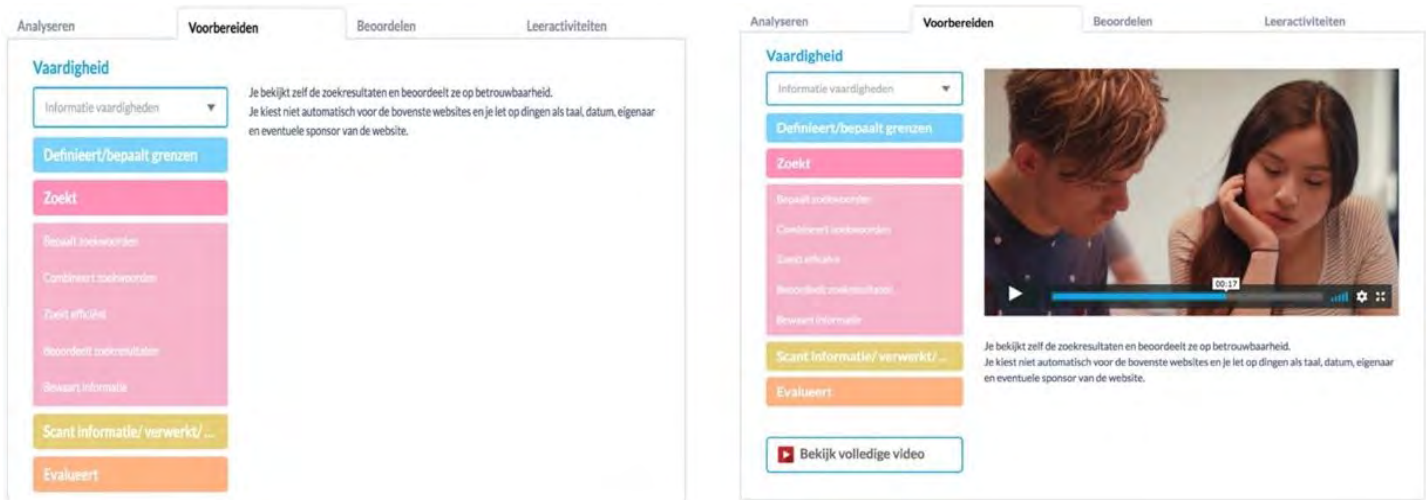 Analyseren
Voorbereiden
Beoordelen
Leeractiviteiten
Vaardigheid
Informatie vaardigheden
Definieert/bepaalt grenzen
Zoekt
Bepaalt zoekwoorden
Combineert zoekwoorden
Zoekt efficiënt
Beoordeelt zoekresultaten
Bewaart informatie
Scant informatie/ verwerkt/ ...
Evalueert
Je bekijkt zelf de zoekresultaten en beoordeelt ze op betrouwbaarheid.
Je kiest niet automatisch voor de bovenste websites en je let op dingen als taal, datum, eigenaar
en eventuele sponsor van de website.
Analyseren
Voorbereiden
Beoordelen
Leeractiviteiten
Vaardigheid
Informatie vaardigheden
Definieert/bepaalt grenzen
Zoekt
Bepaalt zoekwoorden
Combineert zoekwoorden
Zoekt efficiënt
Beoordeelt zoekresultaten
Bewaart informatie
Scant informatie/ verwerkt/ ...
Evalueert
Bekijk volledige video
00:17
Je bekijkt zelf de zoekresultaten en beoordeelt ze op betrouwbaarheid.
Je kiest niet automatisch voor de bovenste websites en je let op dingen als taal, datum, eigenaar
en eventuele sponsor van de website.